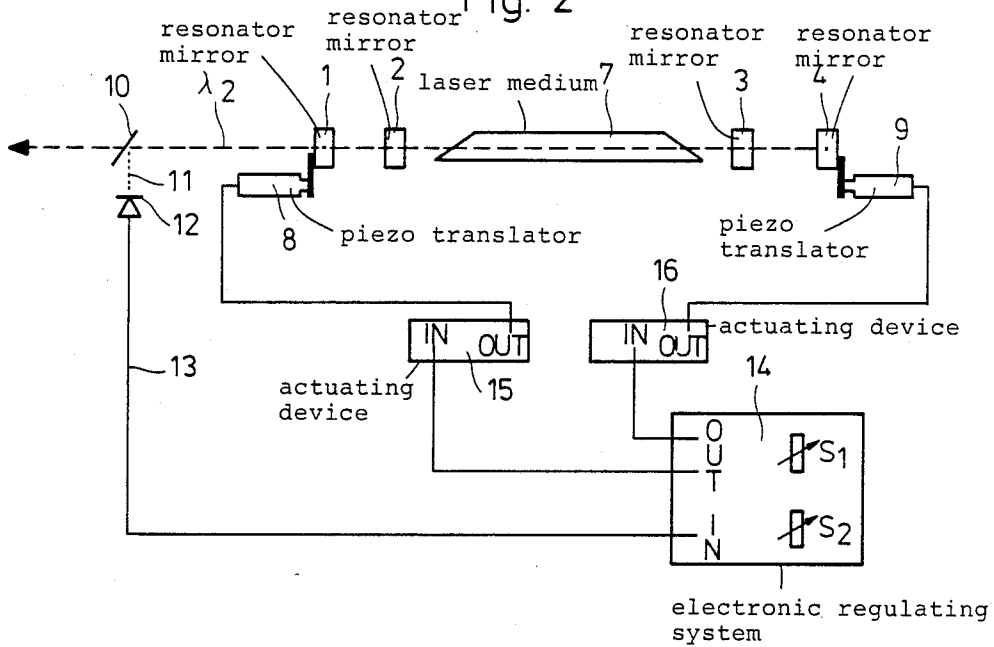 Fig. 2
resonator
mirror
resonator
mirror
resonator
mirror
resonator
mirror
1
2
laser medium
7
3
4
10
λ2
9
11
12
8
piezo translator
piezo
translator
16
IN
OUT
IN
OUT
actuating device
13
actuating
device
15
14
OUT
S1
IN
S2
electronic regulating
system